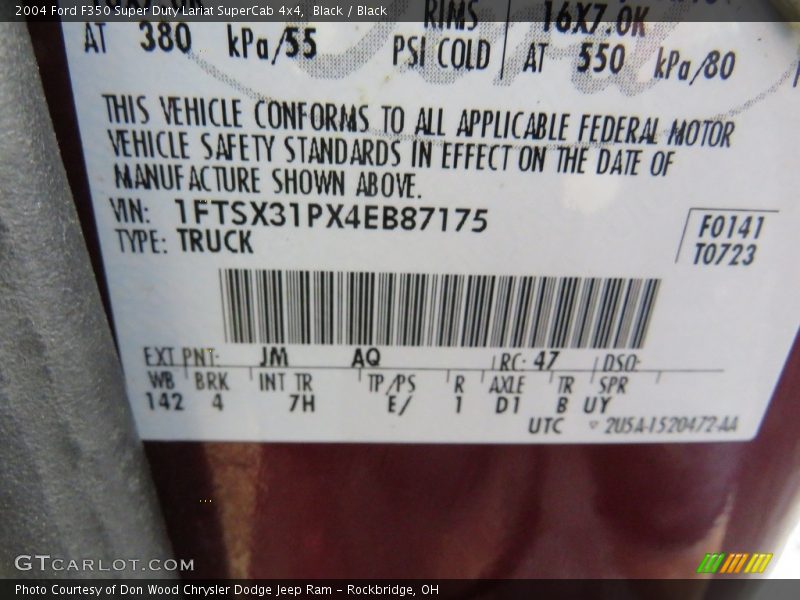 2004 Ford F350 Super Duty Lariat SuperCab 4x4, Black / Black
RIMS 16X7.0K
AT 380 kPa/55 PSI COLD AT 550 kPa/80
THIS VEHICLE CONFORMS TO ALL APPLICABLE FEDERAL MOTOR
VEHICLE SAFETY STANDARDS IN EFFECT ON THE DATE OF
MANUFACTURE SHOWN ABOVE.
VIN: 1FTSX31PX4EB87175
TYPE: TRUCK
F0141
T0723
EXT PNT: JM AQ RC: 47 DSO:
WB BRK INT TR TP/PS R AXLE TR SPR
142 4 7H E/ 1 D1 B UY
UTC ▽ 2U5A-1520472-AA
GTCARLOT.COM
Photo Courtesy of Don Wood Chrysler Dodge Jeep Ram – Rockbridge, OH